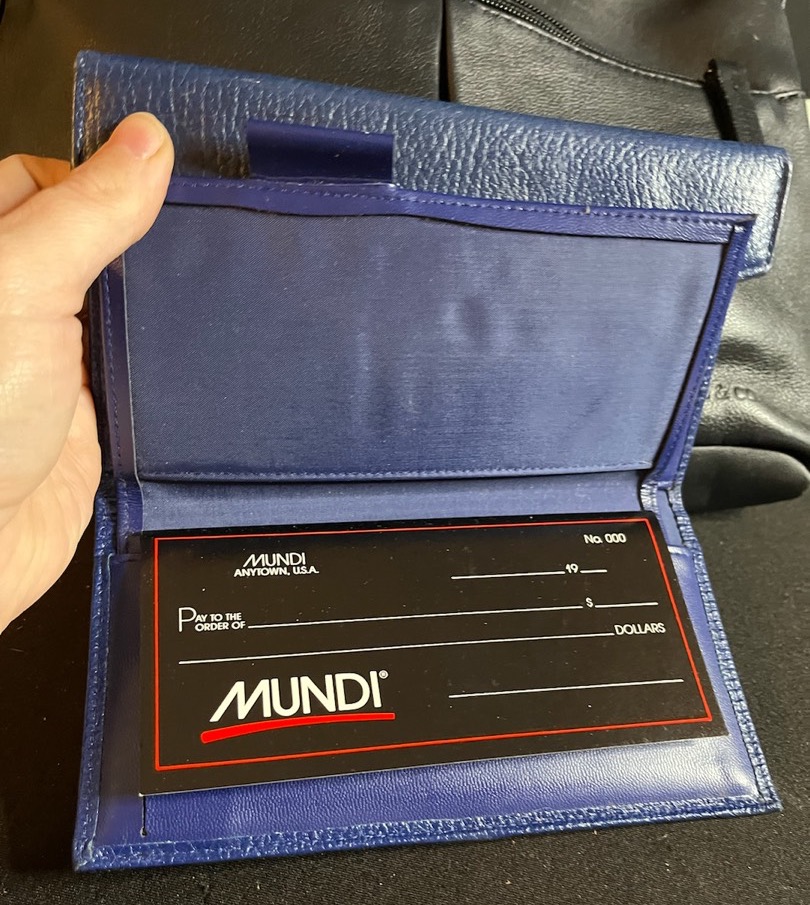 No. 000
MUNDI
ANYTOWN, U.S.A.
19
PAY TO THE
ORDER OF
$
DOLLARS
MUNDI®